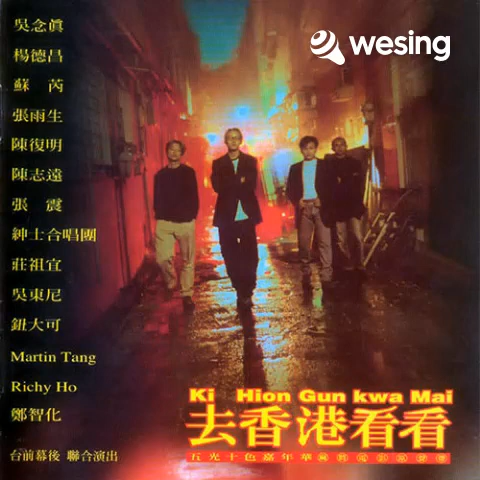 wesing
吳念眞
楊德昌
蘇 芮
張雨生
陳復明
陳志遠
張 震
紳士合唱團
莊祖宜
吳東尼
鈕大可
Martin Tang
Richy Ho
鄭智化
台前幕後 聯合演出
Ki Hion Gun kwa Mai
去香港看看
五光十色嘉年華